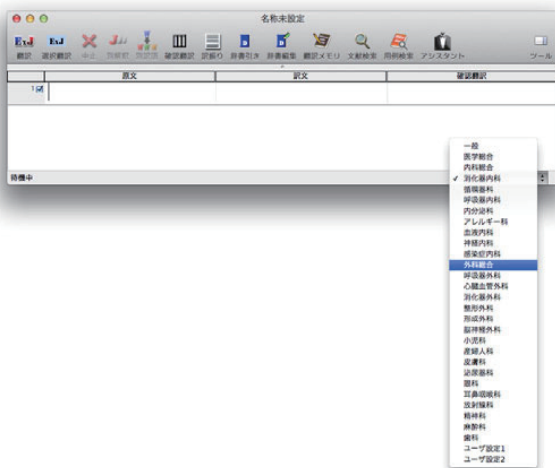 名称未設定
翻訳 選択翻訳 中止 別解釈 別訳語 確認翻訳 訳振り 辞書引き 辞書編集 翻訳メモリ 文献検索 用例検索 アシスタント ツール
原文 訳文 確認翻訳
1
待機中
一般
医学総合
内科総合
消化器内科
循環器科
呼吸器内科
内分泌科
アレルギー科
血液内科
神経内科
感染症内科
外科総合
呼吸器外科
心臓血管外科
消化器外科
整形外科
形成外科
脳神経外科
小児科
産婦人科
皮膚科
泌尿器科
眼科
耳鼻咽喉科
放射線科
精神科
麻酔科
歯科
ユーザ設定1
ユーザ設定2